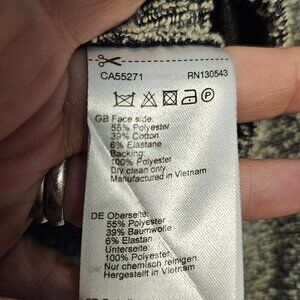 CA55271 RN130543
P
GB Face side:
55% Polyester
39% Cotton
6% Elastane
Backing:
100% Polyester
Dry clean only
Manufactured in Vietnam
DE Oberseite:
55% Polyester
39% Baumwolle
6% Elastan
Unterseite:
100% Polyester
Nur chemisch reinigen
Hergestellt in Vietnam